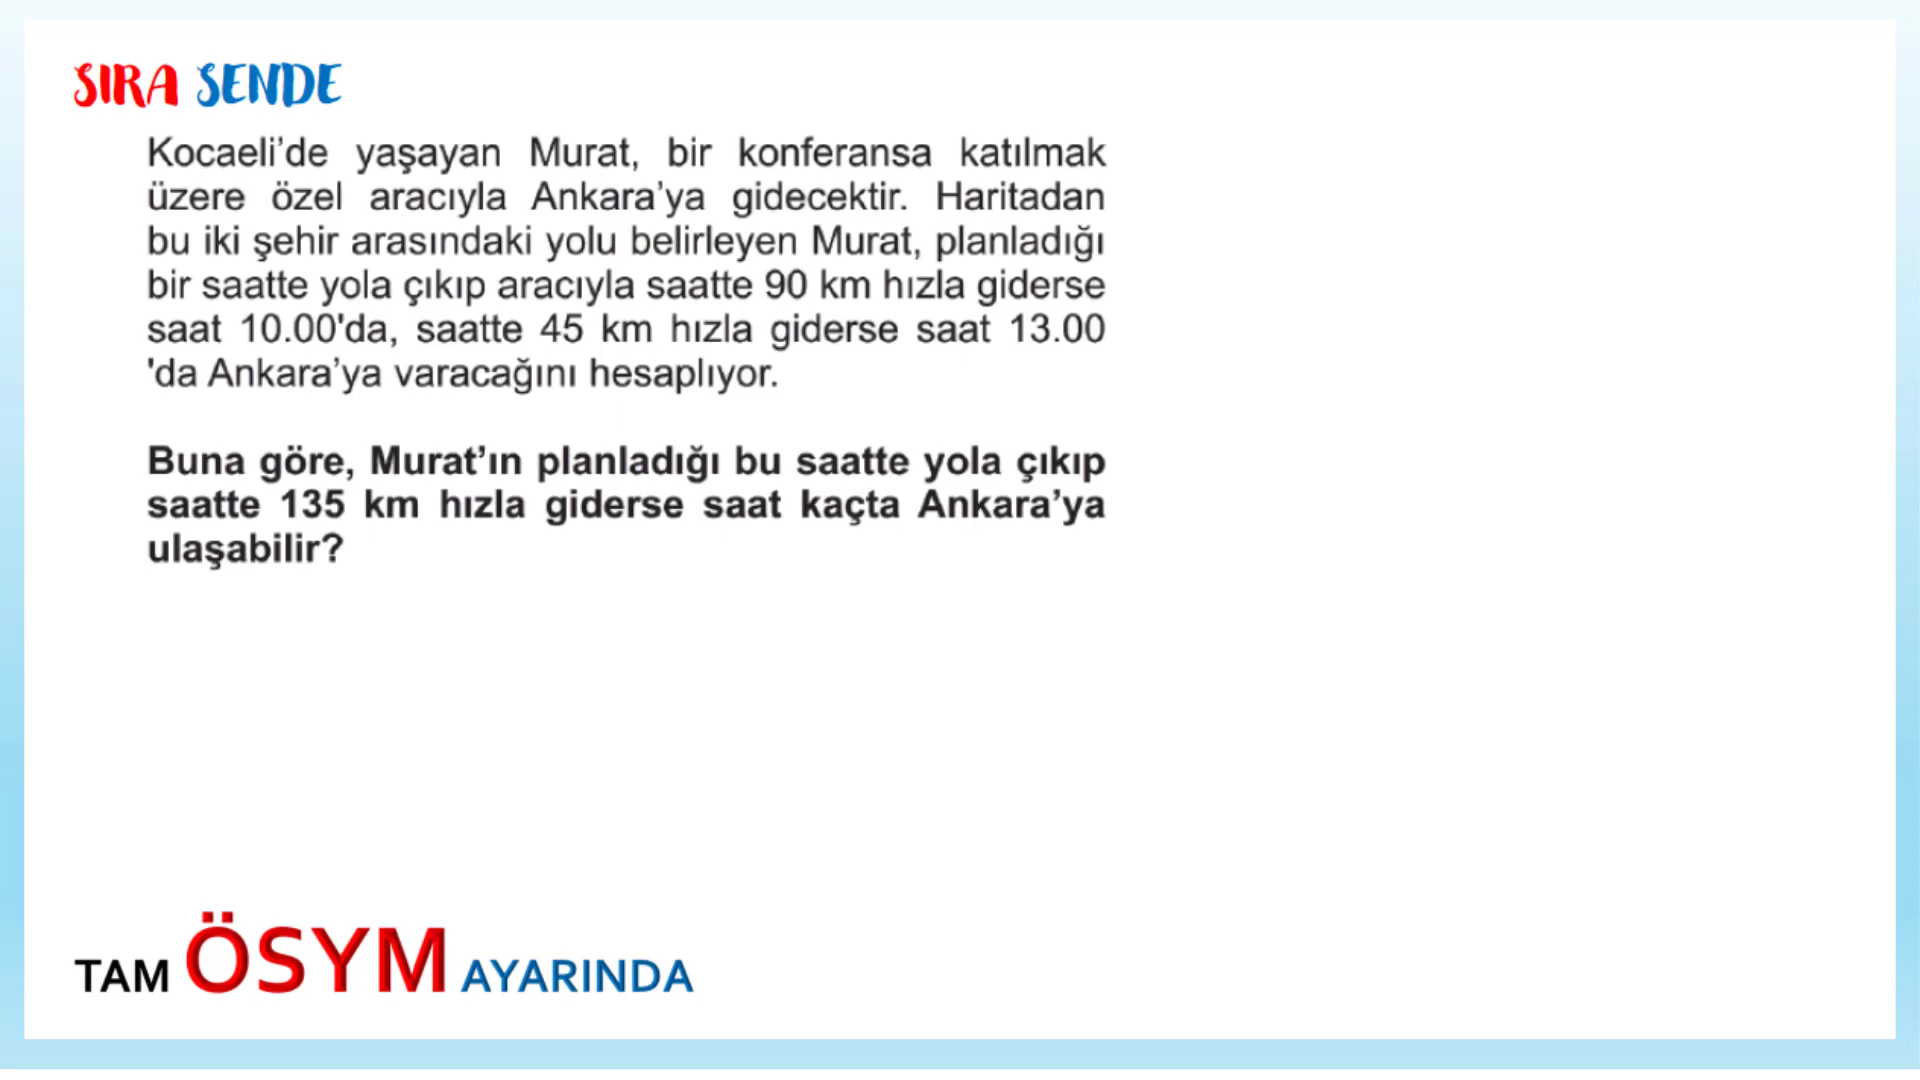 SIRA SENDE
Kocaeli’de yaşayan Murat, bir konferansa katılmak
üzere özel aracıyla Ankara’ya gidecektir. Haritadan
bu iki şehir arasındaki yolu belirleyen Murat, planladığı
bir saatte yola çıkıp aracıyla saatte 90 km hızla giderse
saat 10.00'da, saatte 45 km hızla giderse saat 13.00
'da Ankara’ya varacağını hesaplıyor.
Buna göre, Murat’ın planladığı bu saatte yola çıkıp
saatte 135 km hızla giderse saat kaçta Ankara’ya
ulaşabilir?
TAM ÖSYM AYARINDA